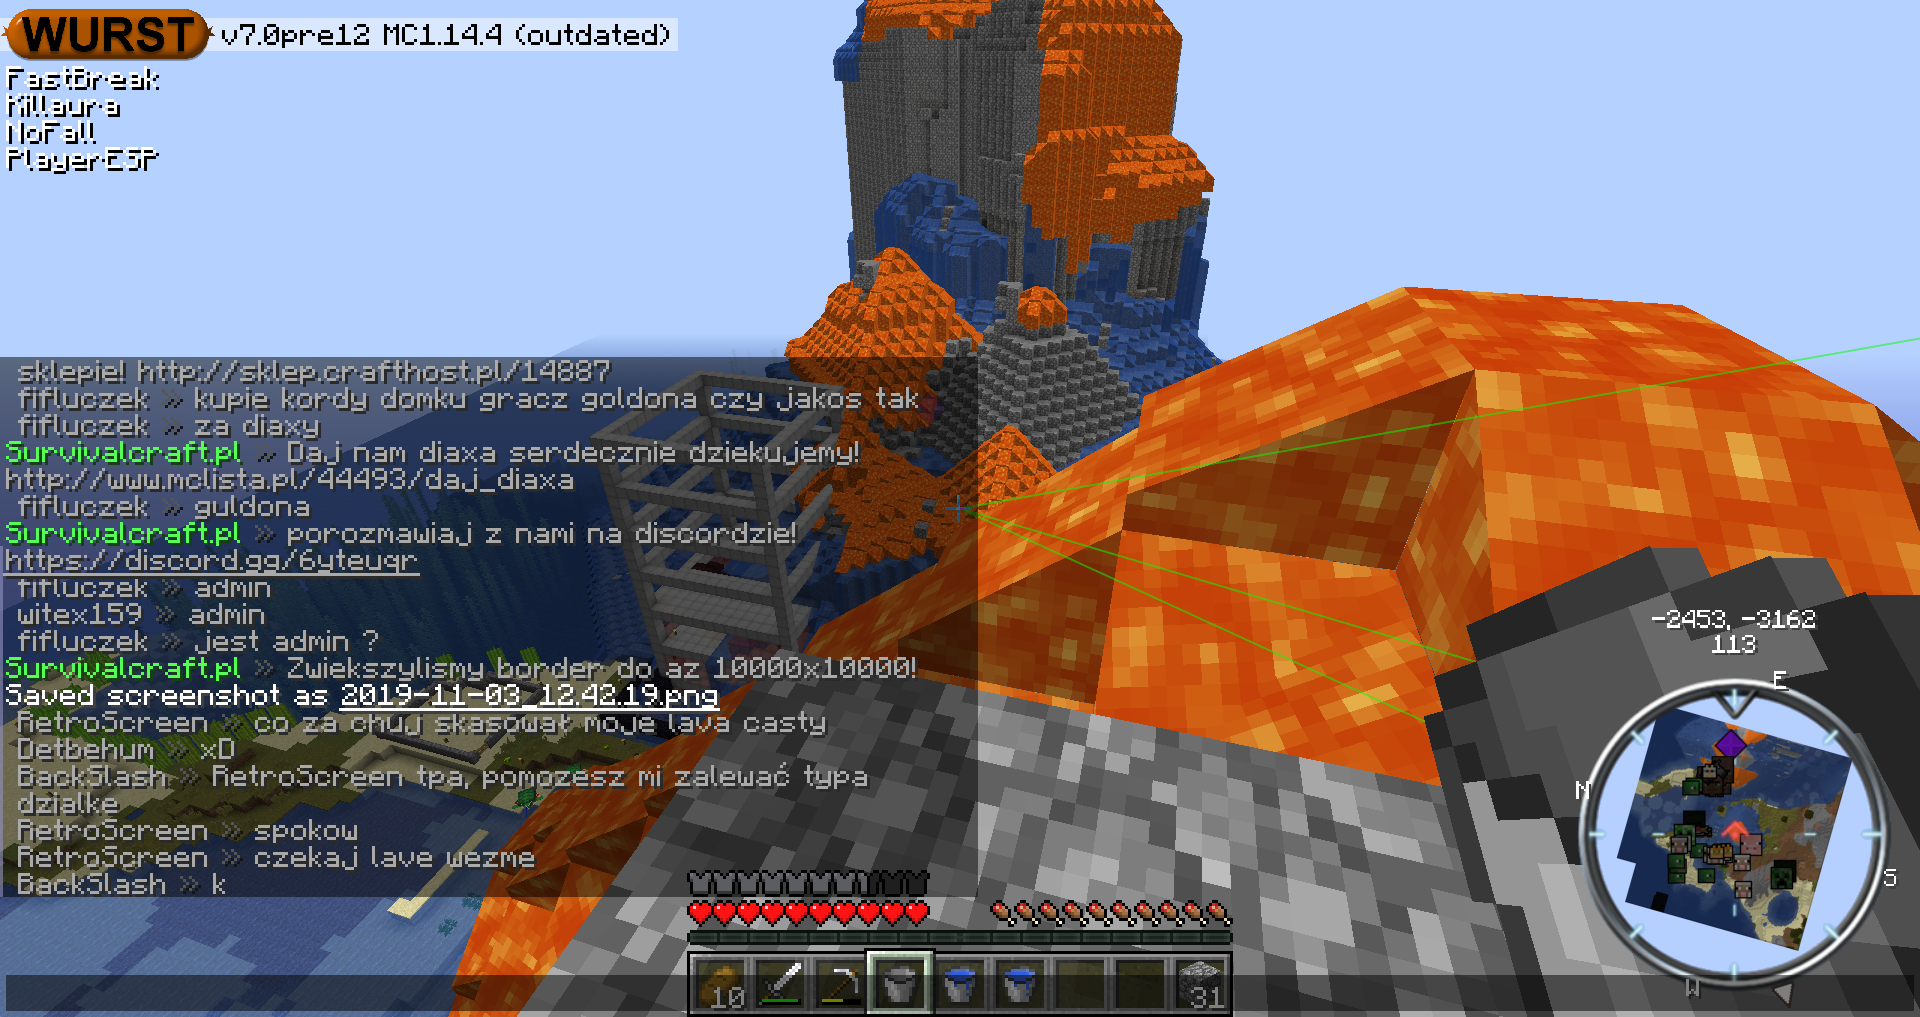 WURST v7.0pre12 MC1.14.4 (outdated)
FastBreak
Killaura
NoFall
PlayerESP
sklepie! http://sklep.crafthost.pl/14887
fifluczek » kupie kordy domku gracz goldona czy jakos tak
fifluczek » za diaxy
Survivalcraft.pl » Daj nam diaxa serdecznie dziekujemy!
http://www.mclista.pl/44493/daj_diaxa
fifluczek » guldona
Survivalcraft.pl » porozmawiaj z nami na discordzie!
https://discord.gg/6yteuqr
fifluczek » admin
witex159 » admin
fifluczek » jest admin ?
Survivalcraft.pl » Zwiekszylismy border do az 10000x10000!
Saved screenshot as 2019-11-03_12.42.19.png
RetroScreen » co za chuj skasował moje lava casty
Detbehum » xD
BackSlash » RetroScreen tpa, pomożesz mi zalewać typa
dzialke
RetroScreen » spokow
RetroScreen » czekaj lave wezme
BackSlash » k
-2453, -3162
113
E
N
S
W
10
31